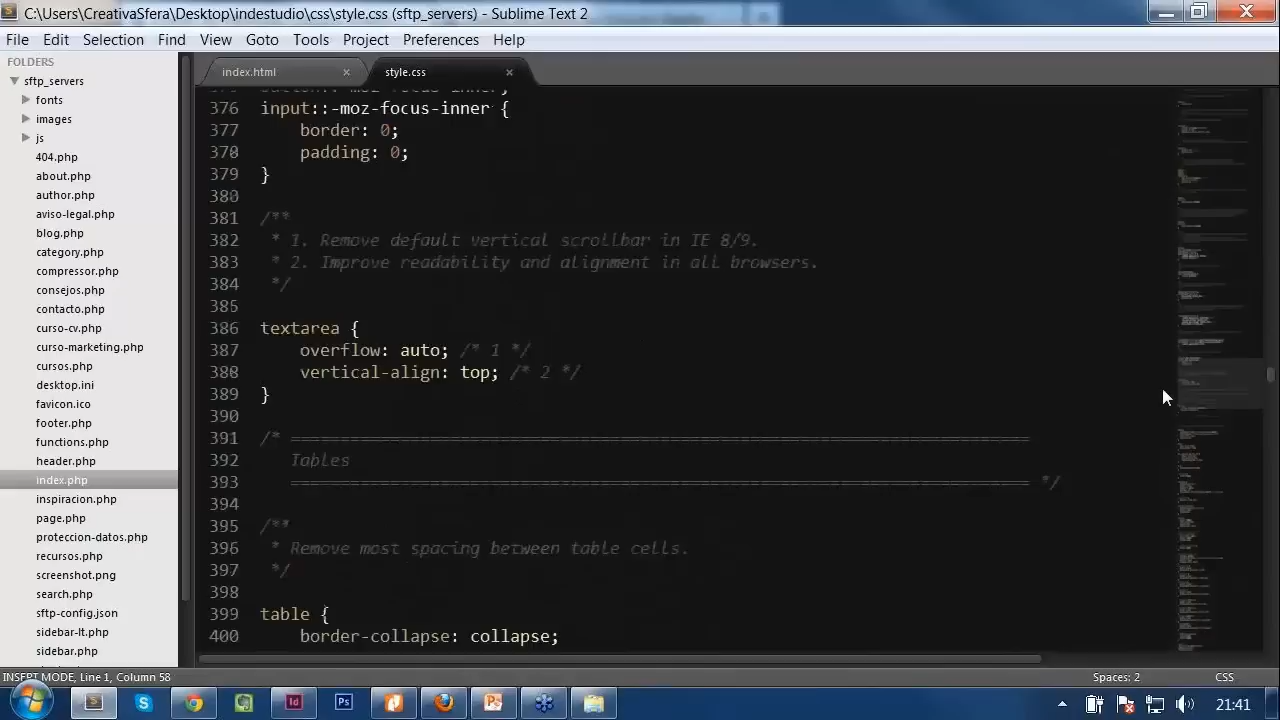 C:\Users\CreativaSfera\Desktop\indestudio\css\style.css (sftp_servers) - Sublime Text 2
File Edit Selection Find View Goto Tools Project Preferences Help
FOLDERS
sftp_servers
fonts
images
js
404.php
about.php
author.php
aviso-legal.php
blog.php
category.php
compressor.php
consejos.php
contacto.php
curso-cv.php
curso-marketing.php
cursos.php
desktop.ini
favicon.ico
footer.php
functions.php
header.php
index.php
inspiracion.php
page.php
proteccion-datos.php
recursos.php
screenshot.png
search.php
sftp-config.json
sidebar-lt.php
sidebar.php
index.html
style.css
376 input::-moz-focus-inner {
377 border: 0;
378 padding: 0;
379 }
380
381 /**
382 * 1. Remove default vertical scrollbar in IE 8/9.
383 * 2. Improve readability and alignment in all browsers.
384 */
385
386 textarea {
387 overflow: auto; /* 1 */
388 vertical-align: top; /* 2 */
389 }
390
391 /* ==========================================================================
392 Tables
393 ========================================================================== */
394
395 /**
396 * Remove most spacing between table cells.
397 */
398
399 table {
400 border-collapse: collapse;
INSERT MODE, Line 1, Column 58
Spaces: 2
CSS
21:41